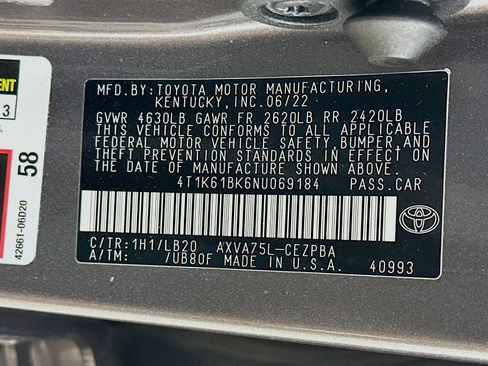 MFD.BY:TOYOTA MOTOR MANUFACTURING,
KENTUCKY,INC.06/22
GVWR 4630LB GAWR FR 2620LB RR 2420LB
THIS VEHICLE CONFORMS TO ALL APPLICABLE
FEDERAL MOTOR VEHICLE SAFETY,BUMPER,AND
THEFT PREVENTION STANDARDS IN EFFECT ON
THE DATE OF MANUFACTURE SHOWN ABOVE.
4T1K61BK6NU069184 PASS.CAR
C/TR:1H1/LB20 AXVA75L-CEZPBA
A/TM: /UB80F MADE IN U.S.A. 40993
TOYOTA
58
42661-06D20